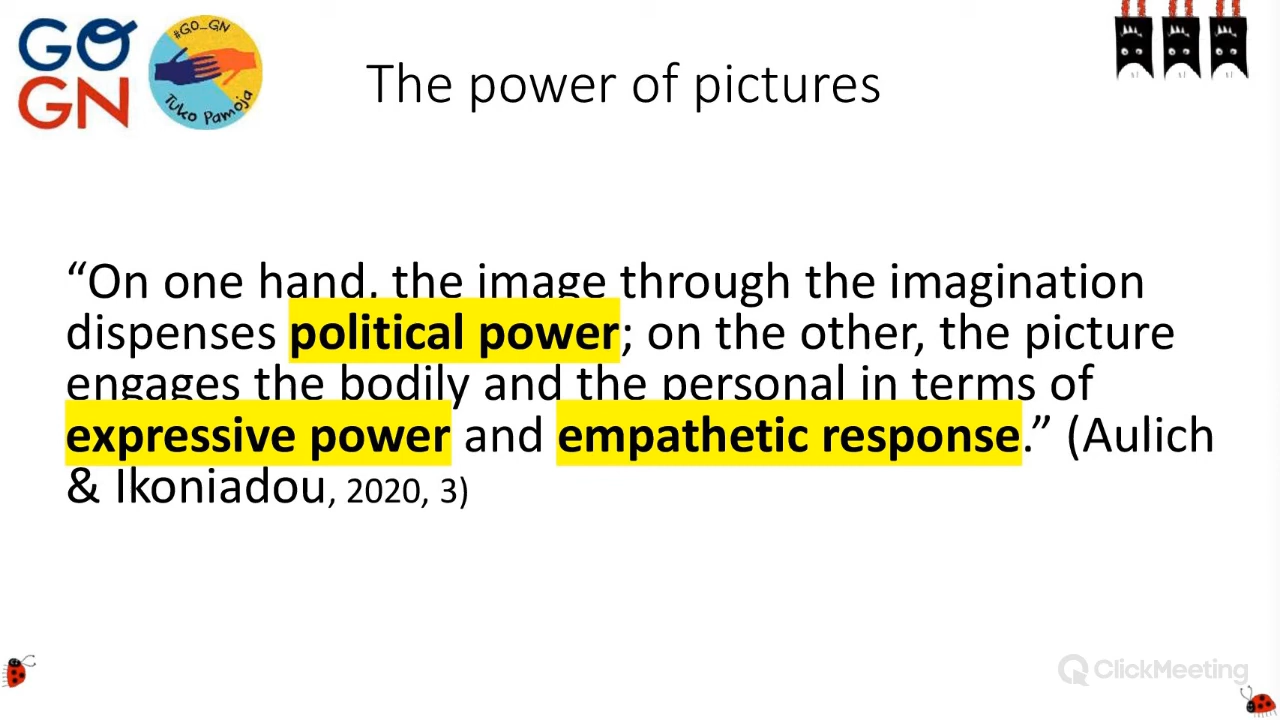 GO
GN
#GO_GN
Tuko Pamoja
The power of pictures
“On one hand, the image through the imagination
dispenses political power; on the other, the picture
engages the bodily and the personal in terms of
expressive power and empathetic response.” (Aulich
& Ikoniadou, 2020, 3)
ClickMeeting